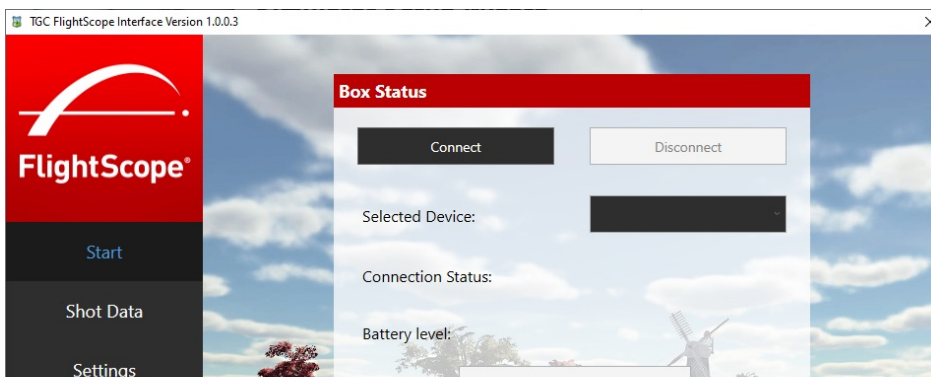 TGC FlightScope Interface Version 1.0.0.3
FlightScope®
Box Status
Connect
Disconnect
Selected Device:
Start
Connection Status:
Shot Data
Battery level:
Settings